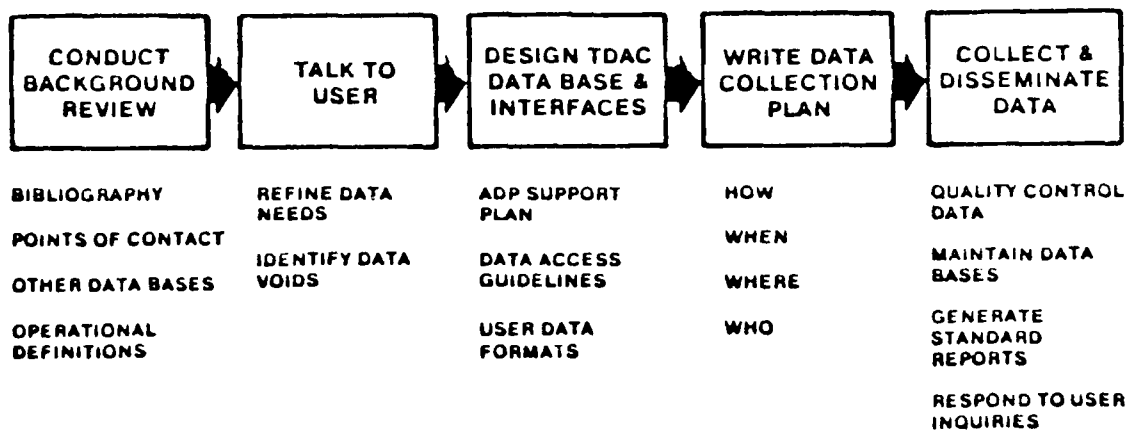 CONDUCT
BACKGROUND
REVIEW
TALK TO
USER
DESIGN TDAC
DATA BASE &
INTERFACES
WRITE DATA
COLLECTION
PLAN
COLLECT &
DISSEMINATE
DATA
BIBLIOGRAPHY
POINTS OF CONTACT
OTHER DATA BASES
OPERATIONAL
DEFINITIONS
REFINE DATA
NEEDS
IDENTIFY DATA
VOIDS
ADP SUPPORT
PLAN
DATA ACCESS
GUIDELINES
USER DATA
FORMATS
HOW
WHEN
WHERE
WHO
QUALITY CONTROL
DATA
MAINTAIN DATA
BASES
GENERATE
STANDARD
REPORTS
RESPOND TO USER
INQUIRIES